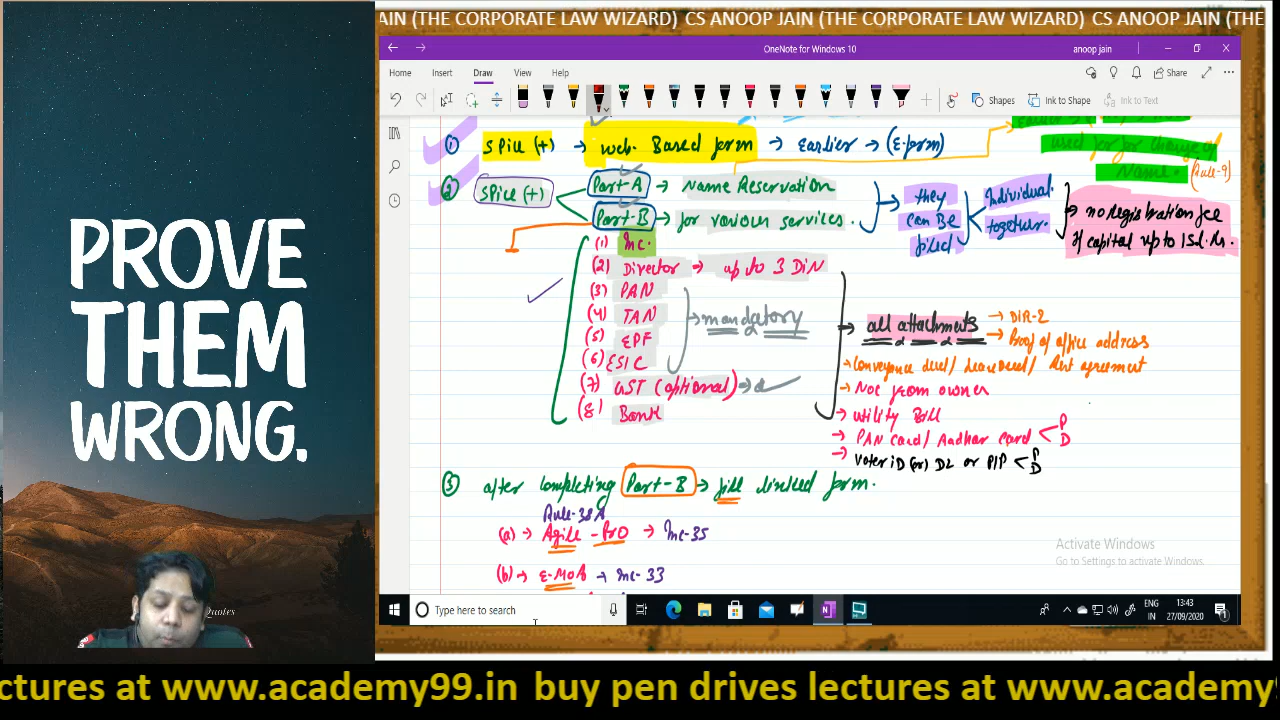 AIN (THE CORPORATE LAW WIZARD) CS ANOOP JAIN (THE CORPORATE LAW WIZARD) CS ANOOP JAIN (THE
OneNote for Windows 10
anoop jain
Home Insert Draw View Help
Share
Shapes Ink to Shape Ink to Text
① SPICe (+) → web-Based form → Earlier → (E-form)
used for for change of
Name. (Rule-9)
② SPICe (+)
Part-A → Name Reservation
Part-B → for various services.
they can Be filed
Individual.
together.
→ no Registration fee
if capital up to 15 L. Rs.
(1) Inc.
(2) Director → up to 3 DIN
(3) PAN
(4) TAN
(5) EPF
(6) ESIC
→ mandatory
(7) GST (optional) →
(8) Bank
→ all attachments
→ DIR-2
→ Proof of office address
Conveyance deed/ Lease deed/ Rent agreement
→ NOC from owner
→ utility Bill
→ PAN card/ Aadhar card < P D
→ Voter iD (or) DL or P/P < P D
③ after completing Part-B → fill linked form.
Rule-38A
(a) → Agile - PrO → Inc-35
(b) → E-MOA → Inc-33
Activate Windows
Go to Settings to activate Windows.
PROVE
THEM
WRONG.
Quotes
Type here to search
ENG
IN
13:43
27/09/2020
ctures at www.academy99.in buy pen drives lectures at www.academy